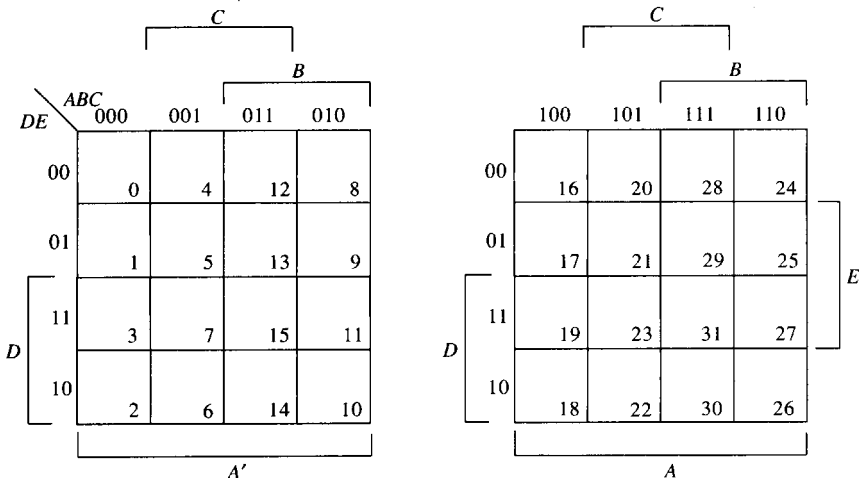 C C
B B
ABC
DE 000 001 011 010 100 101 111 110
00 0 4 12 8 00 16 20 28 24
01 1 5 13 9 01 17 21 29 25
E
11 3 7 15 11 11 19 23 31 27
D D
10 2 6 14 10 10 18 22 30 26
A′ A